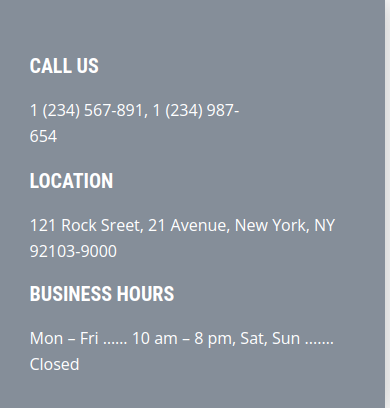 CALL US
1 (234) 567-891, 1 (234) 987-
654
LOCATION
121 Rock Sreet, 21 Avenue, New York, NY
92103-9000
BUSINESS HOURS
Mon – Fri ...... 10 am – 8 pm, Sat, Sun .......
Closed